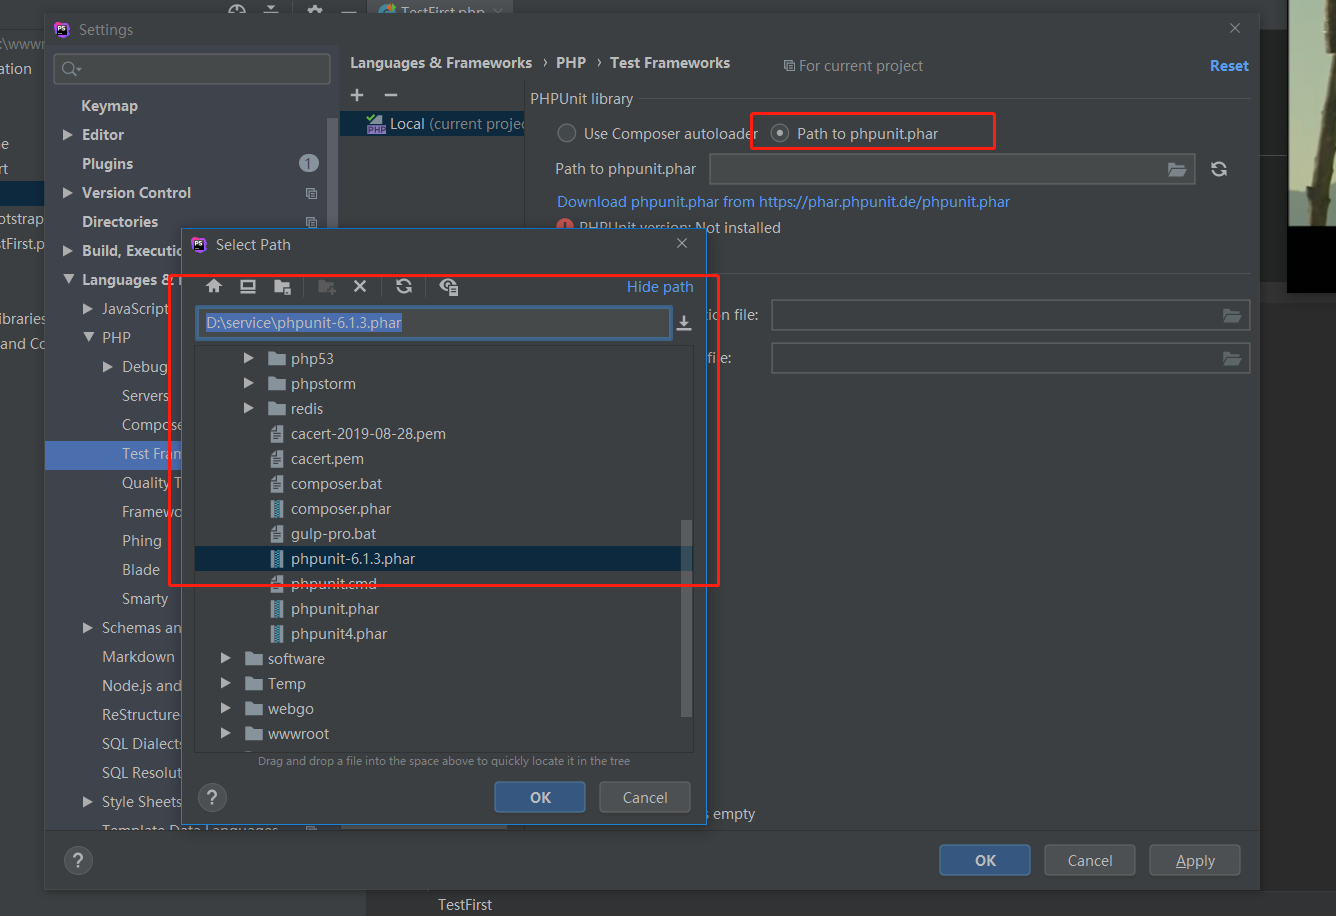 TestFirst.php
Settings
:\wwwr
ation
Languages & Frameworks › PHP › Test Frameworks
For current project
Reset
Keymap
Editor
Plugins
1
Version Control
Directories
Build, Executio
Languages &
JavaScript
PHP
Debug
Servers
Compose
Test Fram
Quality T
Framewo
Phing
Blade
Smarty
Schemas an
Markdown
Node.js and
ReStructure
SQL Dialects
SQL Resolut
Style Sheets
Template Data Languages
e
rt
otstrap
tFirst.p
ibraries
and Co
PHP
Local (current projec
PHPUnit library
Use Composer autoloader
Path to phpunit.phar
Path to phpunit.phar
Download phpunit.phar from https://phar.phpunit.de/phpunit.phar
PHPUnit version: Not installed
ion file:
file:
s empty
PS
Select Path
Hide path
D:\service\phpunit-6.1.3.phar
php53
phpstorm
redis
cacert-2019-08-28.pem
cacert.pem
composer.bat
composer.phar
gulp-pro.bat
phpunit-6.1.3.phar
phpunit.cmd
phpunit.phar
phpunit4.phar
software
Temp
webgo
wwwroot
Drag and drop a file into the space above to quickly locate it in the tree
?
OK
Cancel
?
OK
Cancel
Apply
TestFirst